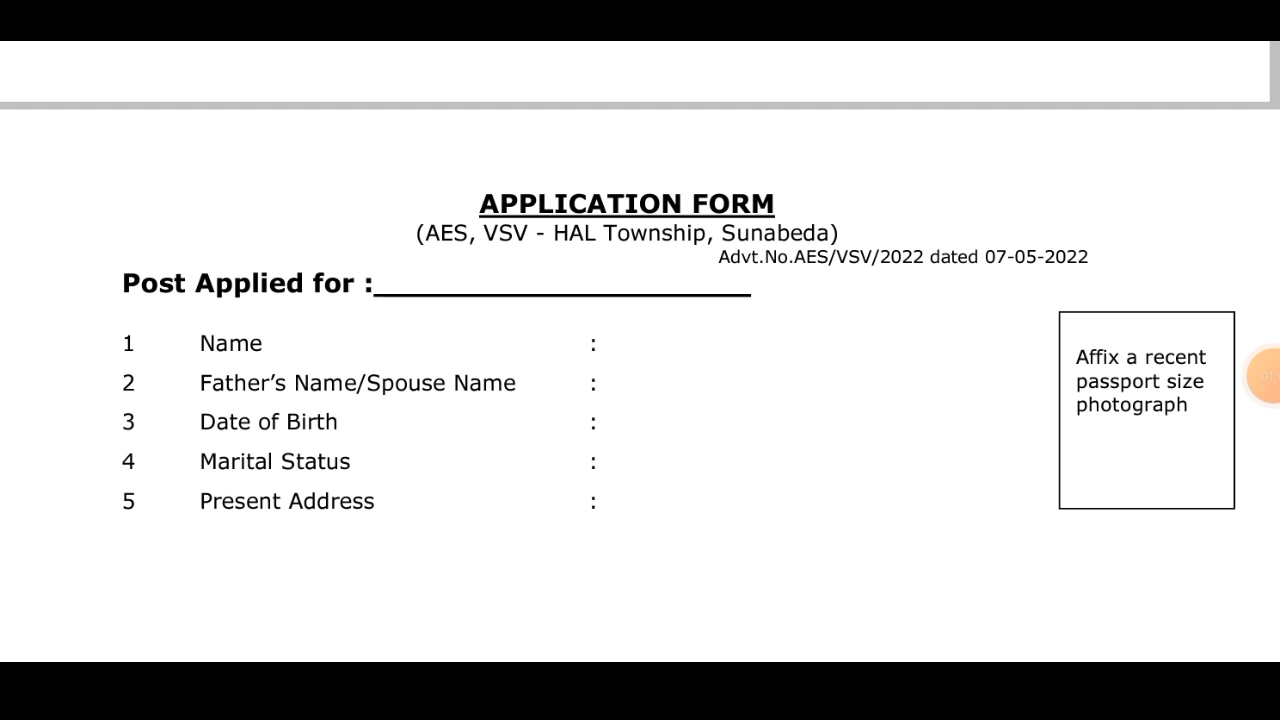 APPLICATION FORM
(AES, VSV - HAL Township, Sunabeda)
Advt.No.AES/VSV/2022 dated 07-05-2022
Post Applied for :____________________________
1 Name :
2 Father’s Name/Spouse Name :
3 Date of Birth :
4 Marital Status :
5 Present Address :
Affix a recent
passport size
photograph